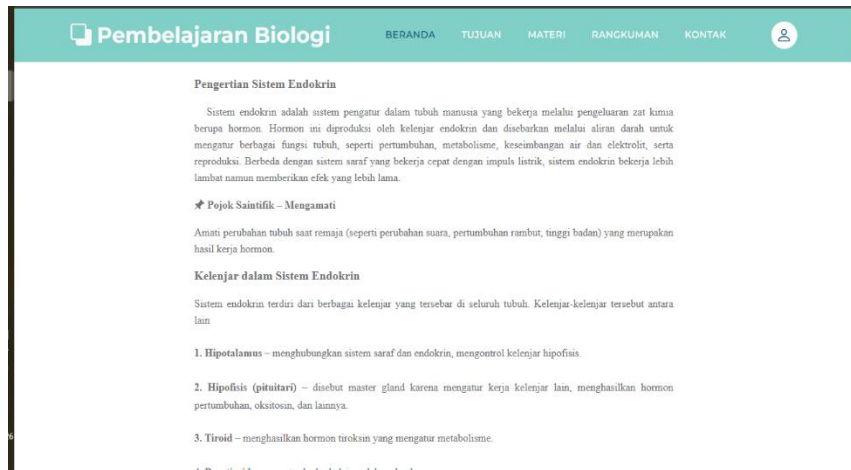 Pembelajaran Biologi
BERANDA TUJUAN MATERI RANGKUMAN KONTAK
Pengertian Sistem Endokrin
Sistem endokrin adalah sistem pengatur dalam tubuh manusia yang bekerja melalui pengeluaran zat kimia
berupa hormon. Hormon ini diproduksi oleh kelenjar endokrin dan disebarkan melalui aliran darah untuk
mengatur berbagai fungsi tubuh, seperti pertumbuhan, metabolisme, keseimbangan air dan elektrolit, serta
reproduksi. Berbeda dengan sistem saraf yang bekerja cepat dengan impuls listrik, sistem endokrin bekerja lebih
lambat namun memberikan efek yang lebih lama.
Pojok Saintifik – Mengamati
Amati perubahan tubuh saat remaja (seperti perubahan suara, pertumbuhan rambut, tinggi badan) yang merupakan
hasil kerja hormon.
Kelenjar dalam Sistem Endokrin
Sistem endokrin terdiri dari berbagai kelenjar yang tersebar di seluruh tubuh. Kelenjar-kelenjar tersebut antara
lain
1. Hipotalamus – menghubungkan sistem saraf dan endokrin, mengontrol kelenjar hipofisis.
2. Hipofisis (pituitari) – disebut master gland karena mengatur kerja kelenjar lain, menghasilkan hormon
pertumbuhan, oksitosin, dan lainnya.
3. Tiroid – menghasilkan hormon tiroksin yang mengatur metabolisme.